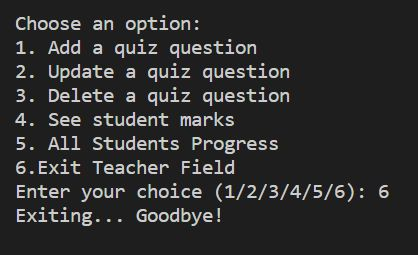 Choose an option:
1. Add a quiz question
2. Update a quiz question
3. Delete a quiz question
4. See student marks
5. All Students Progress
6.Exit Teacher Field
Enter your choice (1/2/3/4/5/6): 6
Exiting... Goodbye!